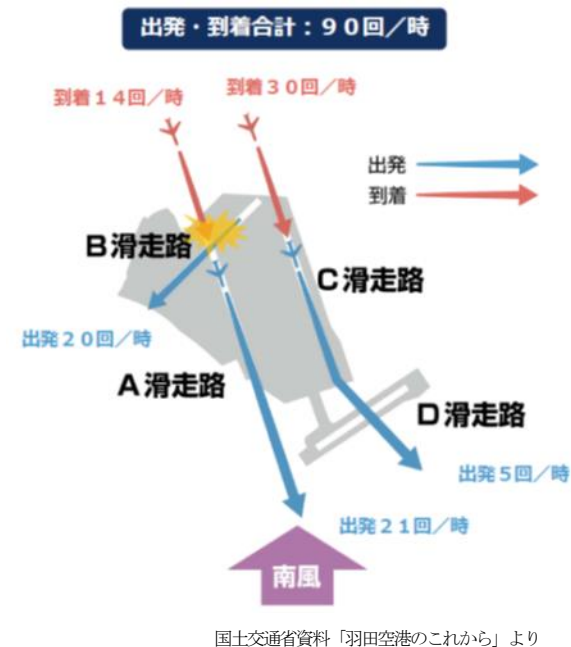 出発・到着合計：９０回／時
到着１４回／時
到着３０回／時
出発
到着
B滑走路
C滑走路
出発２０回／時
A滑走路
D滑走路
出発５回／時
出発２１回／時
南風
国土交通省資料「羽田空港のこれから」より